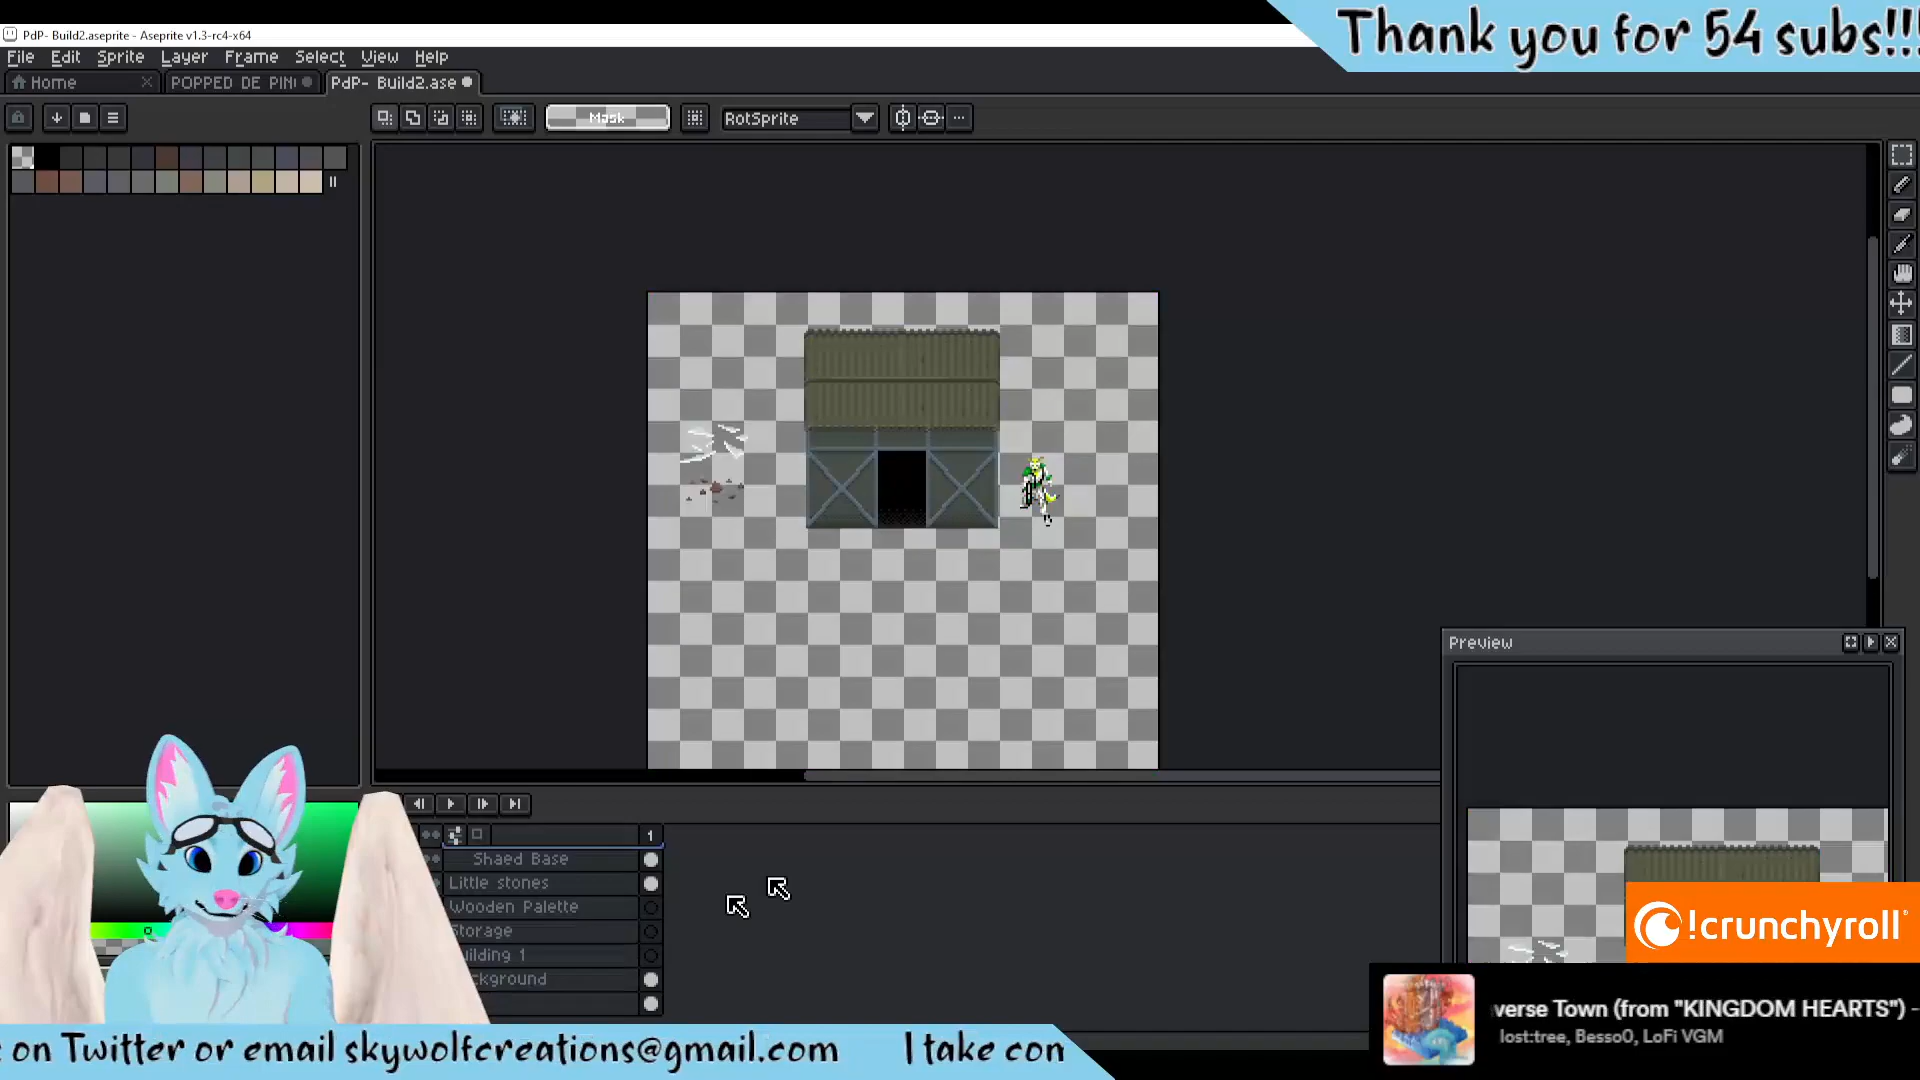 PdP- Build2.aseprite - Aseprite v1.3-rc4-x64
Thank you for 54 subs!!!
File Edit Sprite Layer Frame Select View Help
Home
POPPED DE PIN
PdP- Build2.ase
Mask
RotSprite
Preview
1
Shaed Base
Little stones
Wooden Palette
Storage
uilding 1
ckground
!crunchyroll
verse Town (from "KINGDOM HEARTS") -
lost:tree, BessoO, LoFi VGM
on Twitter or email skywolfcreations@gmail.com
I take con